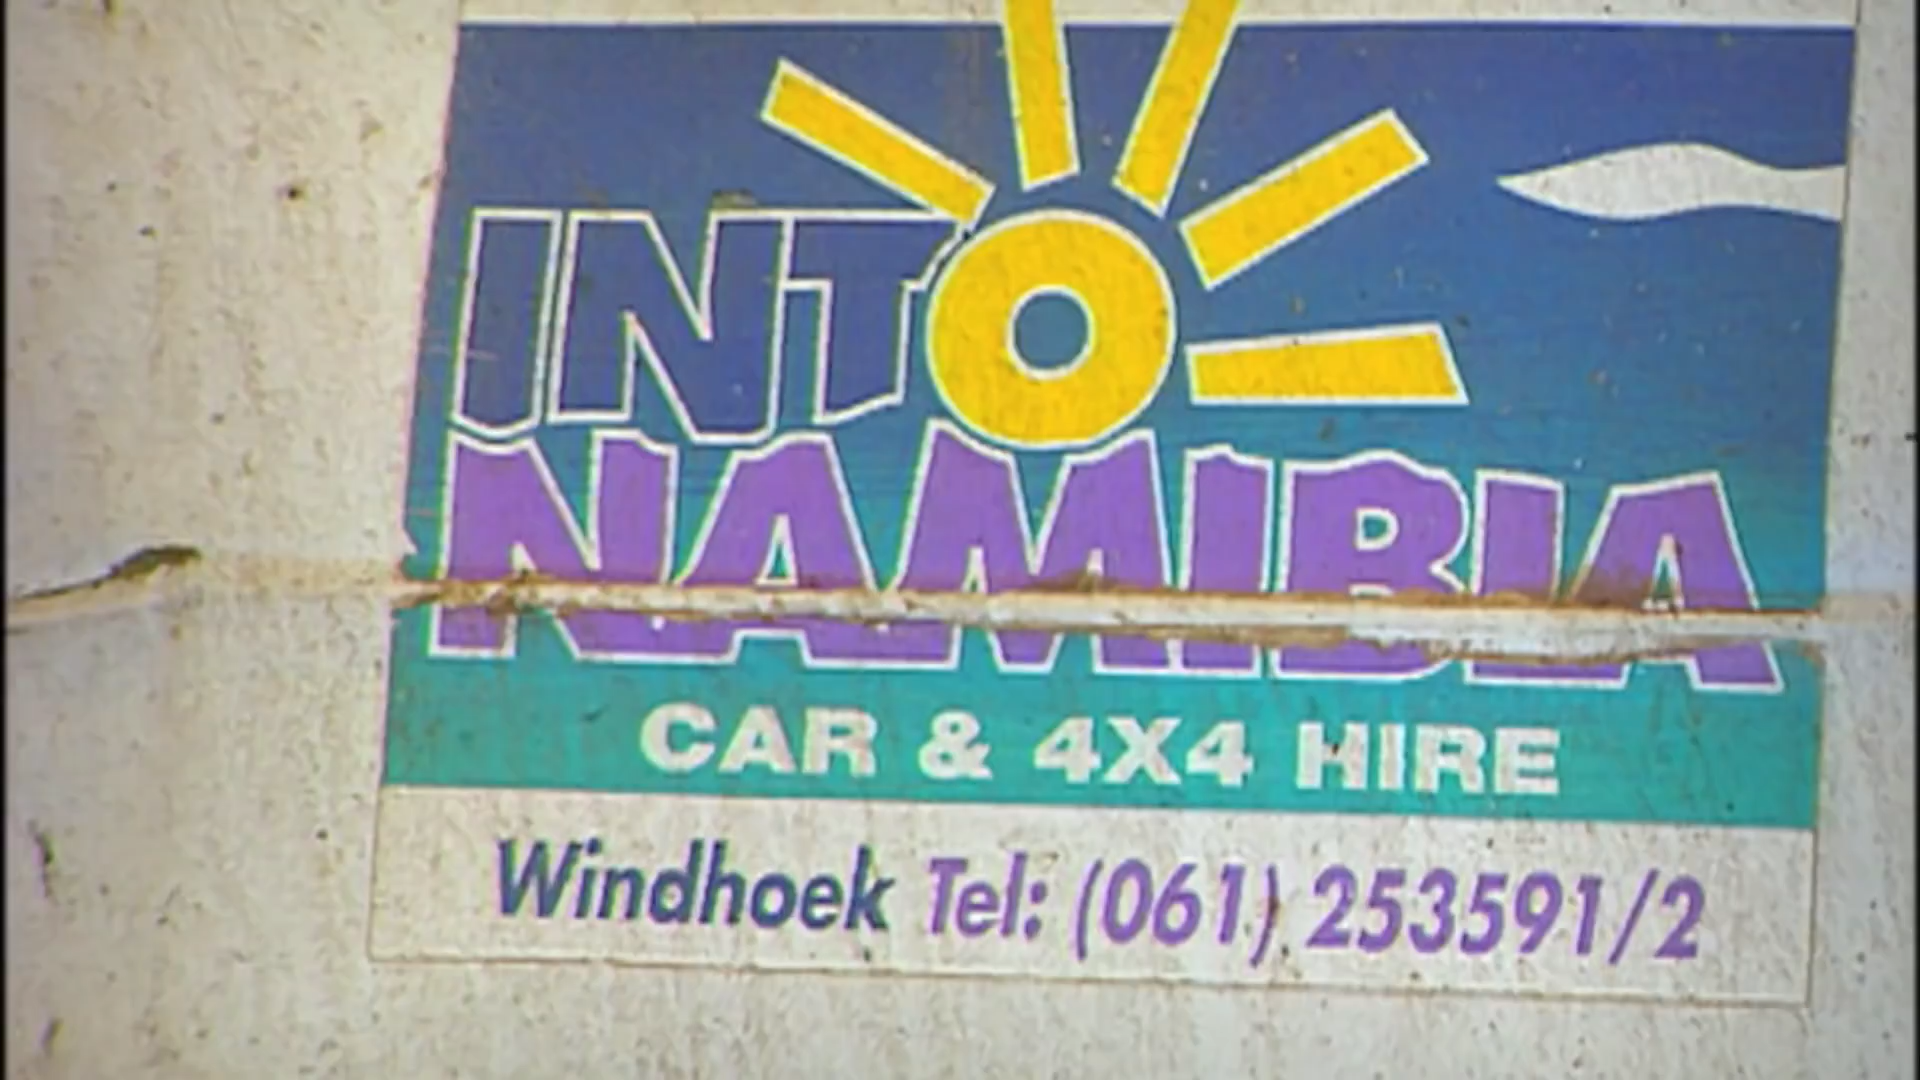 INTO
NAMIBIA
CAR & 4X4 HIRE
Windhoek Tel: (061) 253591/2